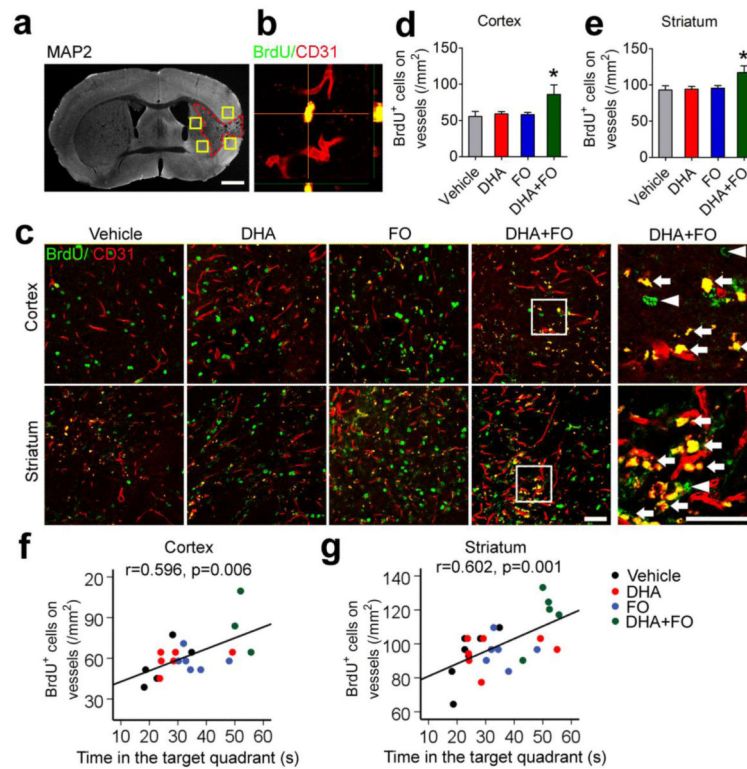 a
MAP2
b
BrdU/CD31
d
Cortex
BrdU+ cells on
vessels (/mm2)
150
100
50
0
*
Vehicle
DHA
FO
DHA+FO
e
Striatum
BrdU+ cells on
vessels (/mm2)
150
100
50
0
*
Vehicle
DHA
FO
DHA+FO
c
Vehicle
DHA
FO
DHA+FO
DHA+FO
BrdU/ CD31
Cortex
Striatum
f
Cortex
r=0.596, p=0.006
BrdU+ cells on
vessels (/mm2)
20
90
60
30
10 20 30 40 50 60
Time in the target quadrant (s)
g
Striatum
r=0.602, p=0.001
BrdU+ cells on
vessels (/mm2)
140
120
100
80
60
10 20 30 40 50 60
Time in the target quadrant (s)
Vehicle
DHA
FO
DHA+FO